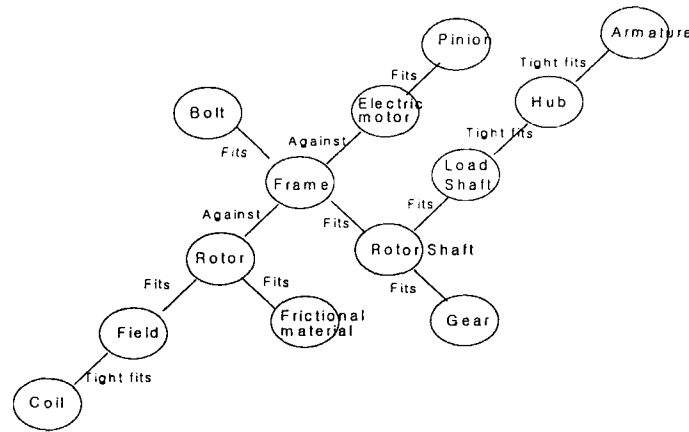 Armature
Pinion
Tight fits
Fits
Hub
Electric
motor
Bolt
Tight fits
Against
Fits
Load
Shaft
Frame
Fits
Against
Fits
Rotor
Rotor Shaft
Fits
Fits
Fits
Frictional
material
Gear
Field
Tight fits
Coil